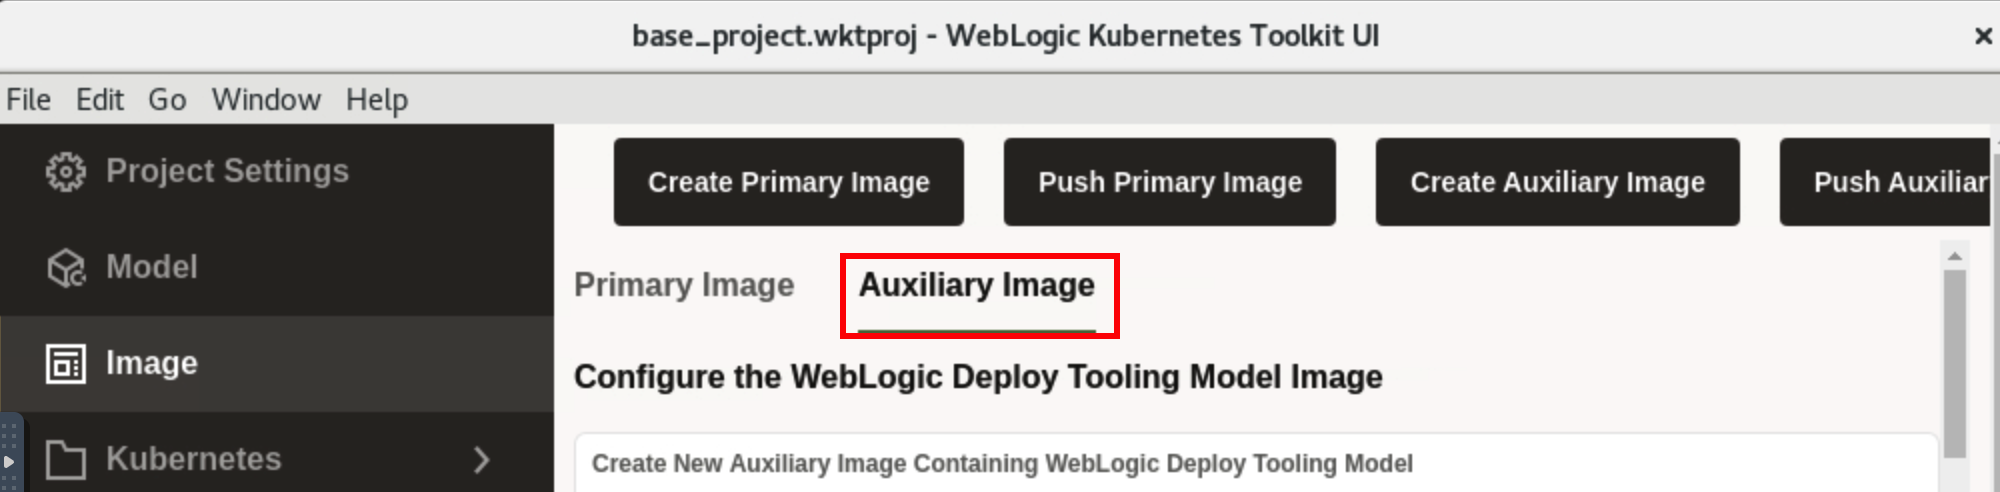 base_project.wktproj - WebLogic Kubernetes Toolkit UI
File Edit Go Window Help
Project Settings
Model
Image
Kubernetes
Create Primary Image
Push Primary Image
Create Auxiliary Image
Push Auxiliar
Primary Image
Auxiliary Image
Configure the WebLogic Deploy Tooling Model Image
Create New Auxiliary Image Containing WebLogic Deploy Tooling Model